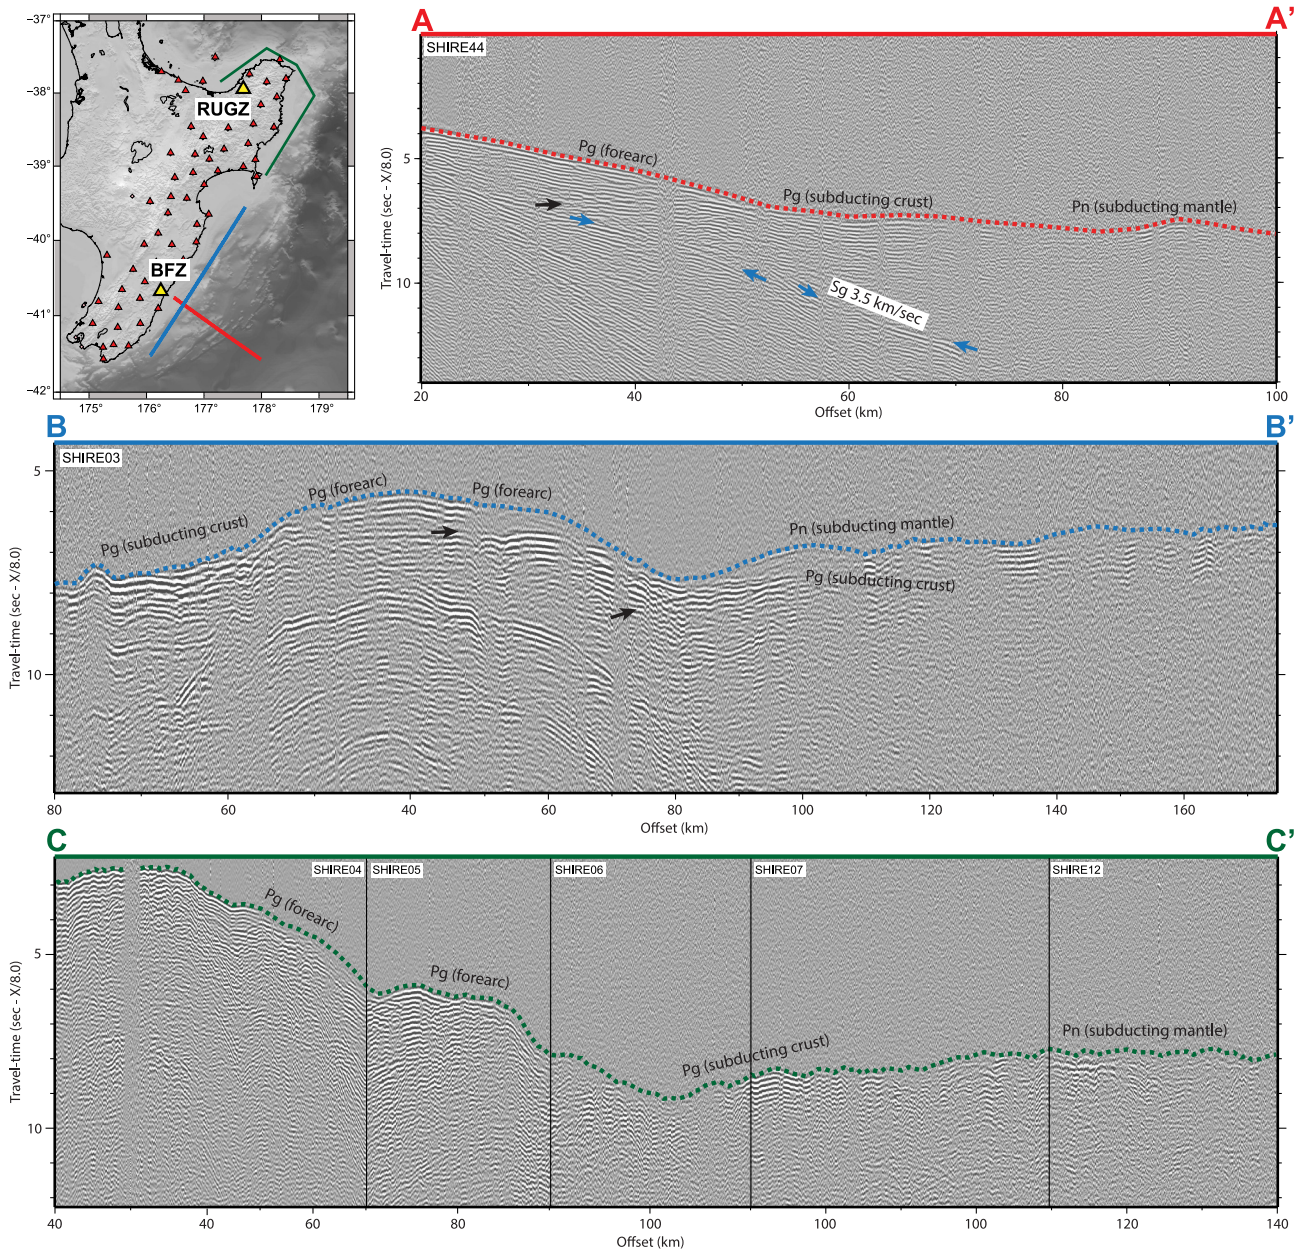 A
A'
SHIRE44
Pg (forearc)
Pg (subducting crust)
Pn (subducting mantle)
Sg 3.5 km/sec
Travel-time (sec - X/8.0)
5
10
20
40
60
80
100
Offset (km)
-37°
-38°
-39°
-40°
-41°
-42°
RUGZ
BFZ
175°
176°
177°
178°
179°
B
B'
SHIRE03
Pg (subducting crust)
Pg (forearc)
Pg (forearc)
Pn (subducting mantle)
Pg (subducting crust)
Travel-time (sec - X/8.0)
5
10
80
60
40
60
80
100
120
140
160
Offset (km)
C
C'
SHIRE04
SHIRE05
SHIRE06
SHIRE07
SHIRE12
Pg (forearc)
Pg (forearc)
Pg (subducting crust)
Pn (subducting mantle)
Travel-time (sec - X/8.0)
5
10
40
40
60
80
100
100
120
140
Offset (km)